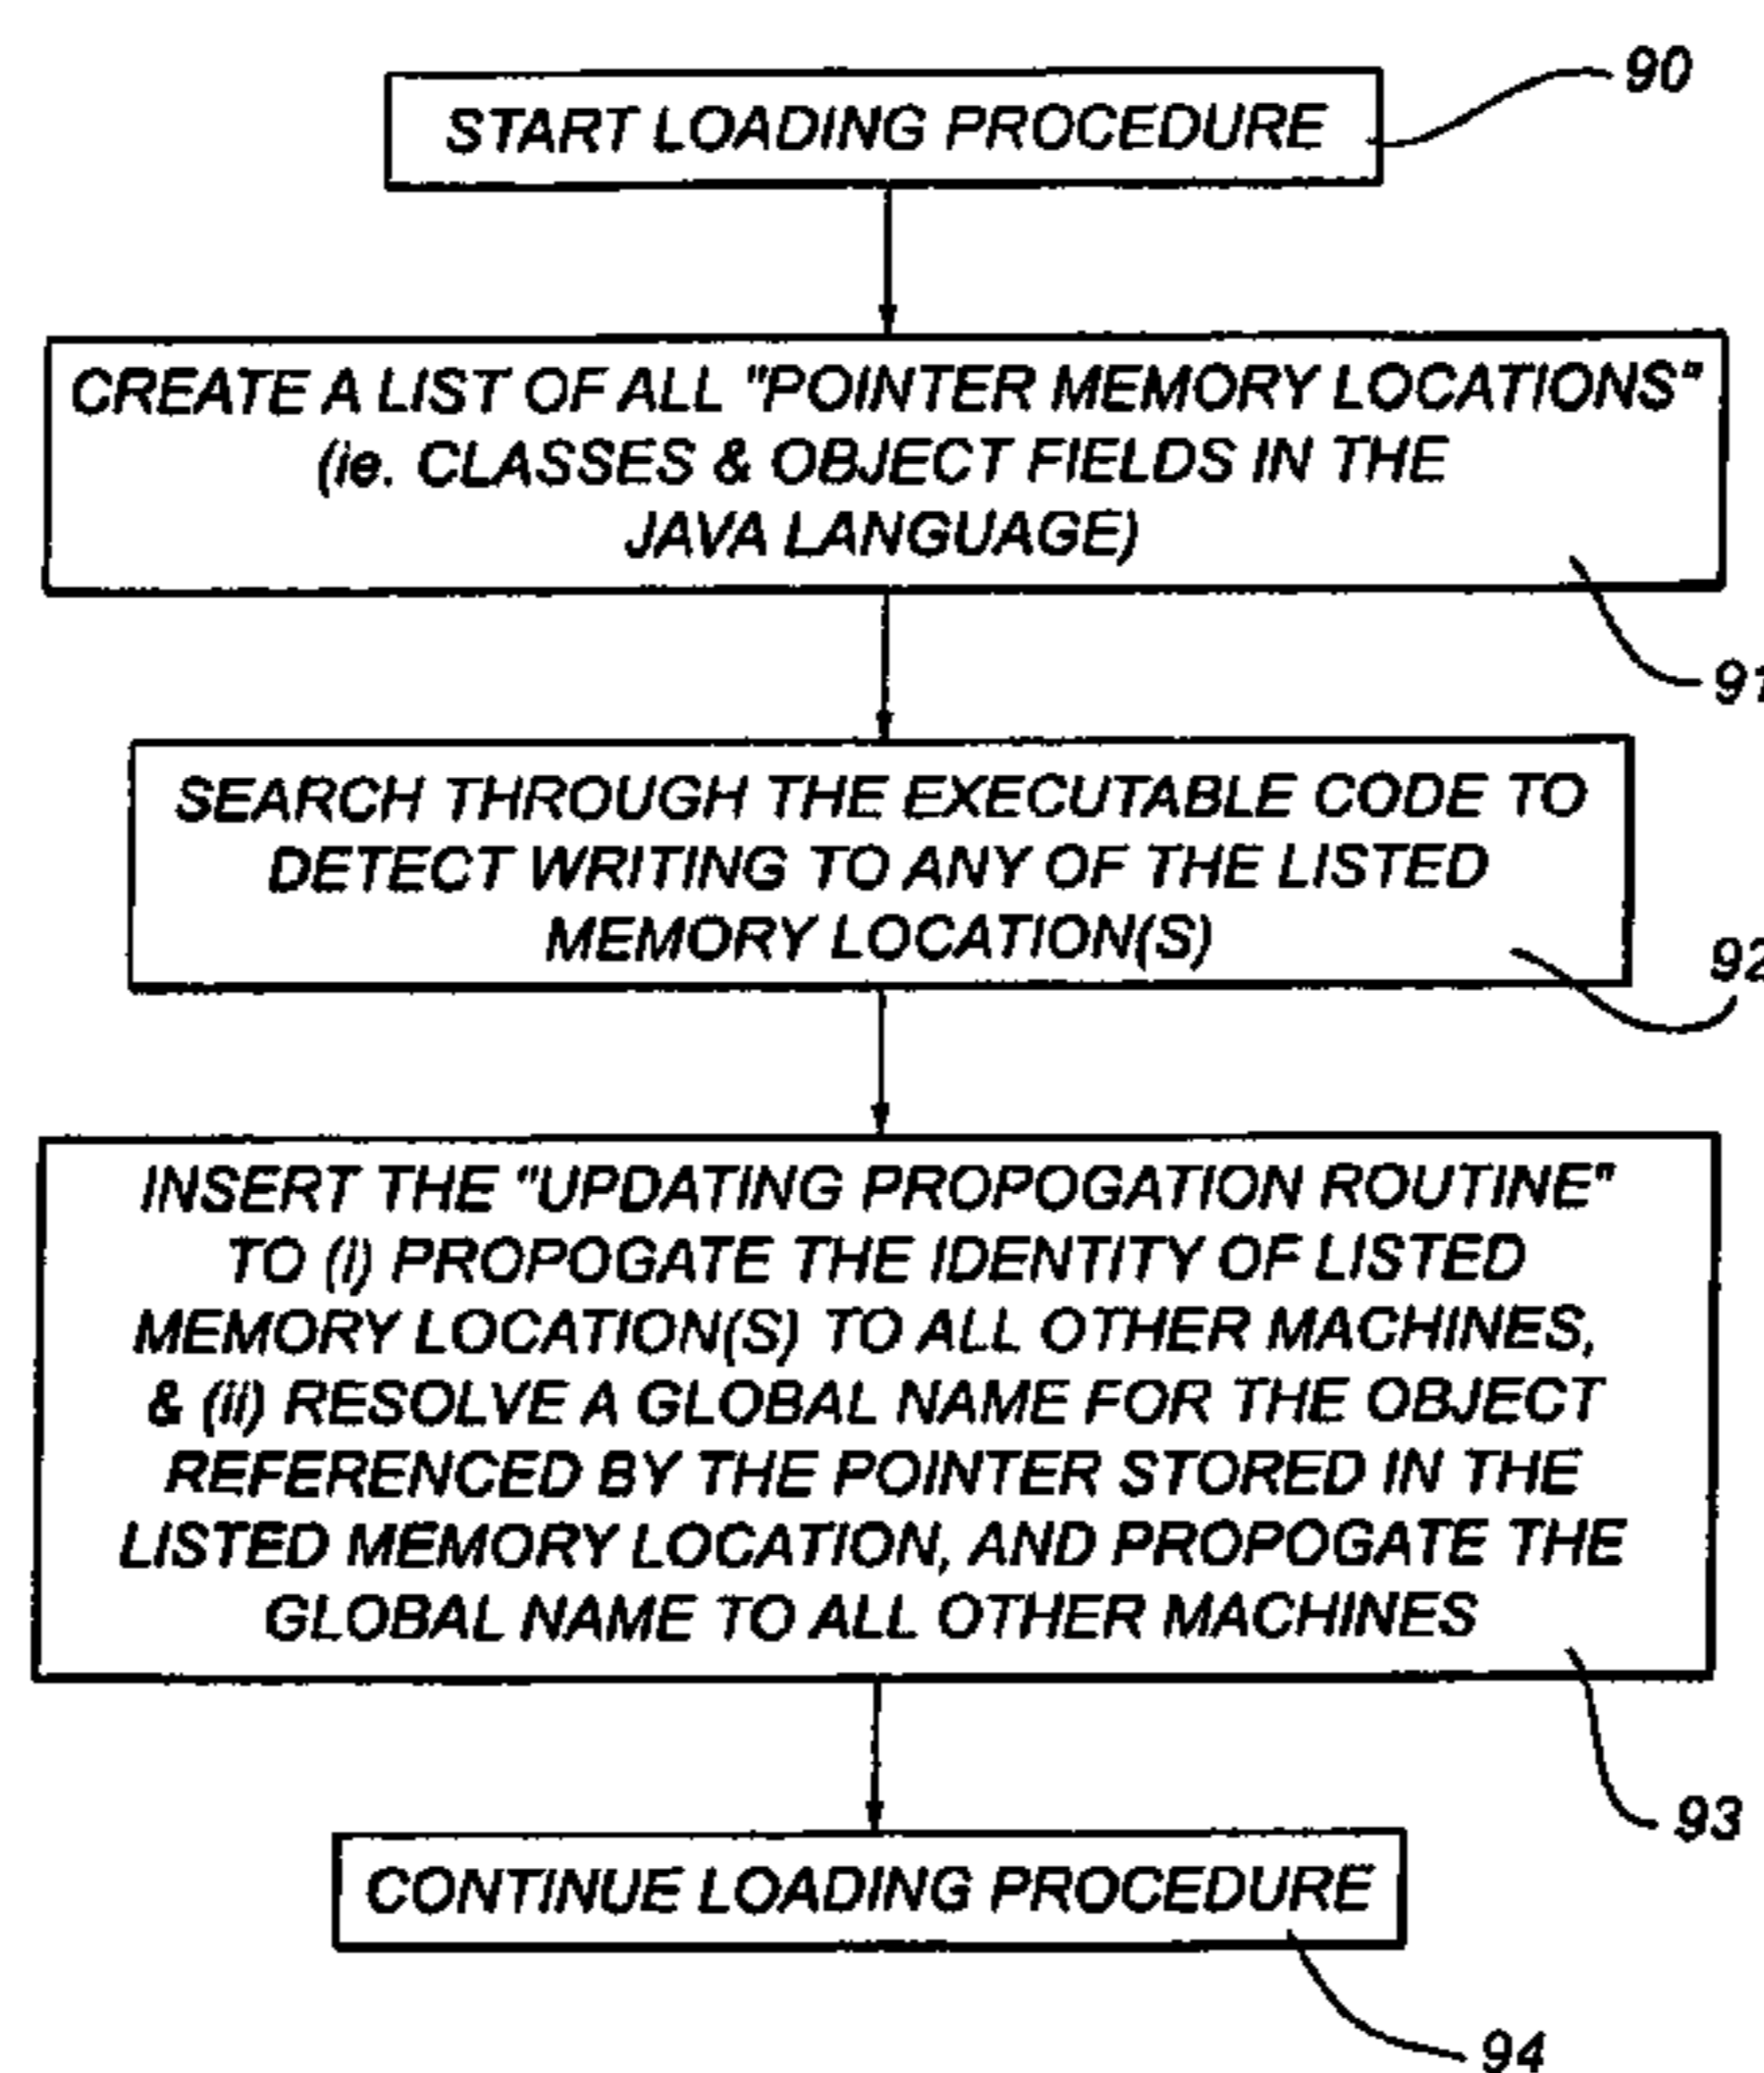 90
START LOADING PROCEDURE
CREATE A LIST OF ALL "POINTER MEMORY LOCATIONS"
(ie. CLASSES & OBJECT FIELDS IN THE
JAVA LANGUAGE)
91
SEARCH THROUGH THE EXECUTABLE CODE TO
DETECT WRITING TO ANY OF THE LISTED
MEMORY LOCATION(S)
92
INSERT THE "UPDATING PROPOGATION ROUTINE"
TO (i) PROPOGATE THE IDENTITY OF LISTED
MEMORY LOCATION(S) TO ALL OTHER MACHINES,
& (ii) RESOLVE A GLOBAL NAME FOR THE OBJECT
REFERENCED BY THE POINTER STORED IN THE
LISTED MEMORY LOCATION, AND PROPOGATE THE
GLOBAL NAME TO ALL OTHER MACHINES
93
CONTINUE LOADING PROCEDURE
94